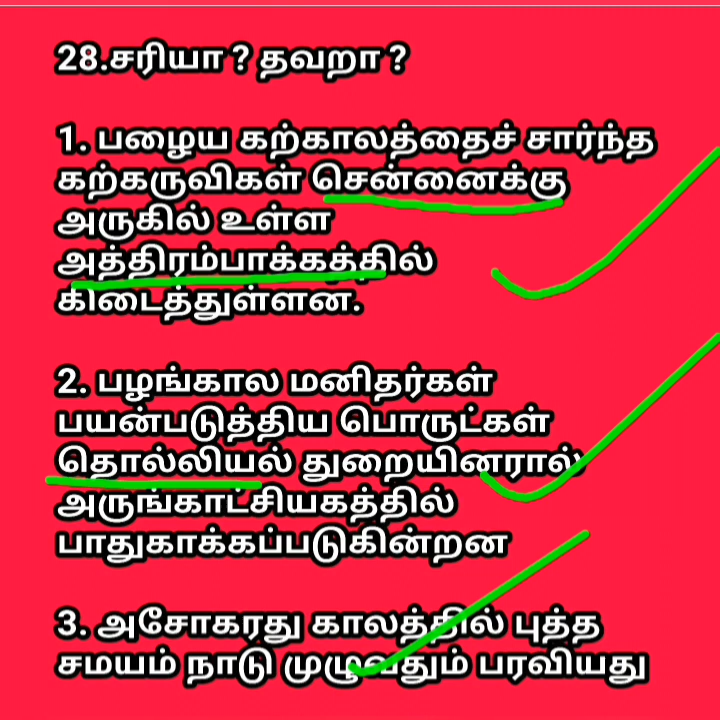 28.சரியா ? தவறா ?
1. பழைய கற்காலத்தைச் சார்ந்த
கற்கருவிகள் சென்னைக்கு
அருகில் உள்ள
அத்திரம்பாக்கத்தில்
கிடைத்துள்ளன.
2. பழங்கால மனிதர்கள்
பயன்படுத்திய பொருட்கள்
தொல்லியல் துறையினரால்
அருங்காட்சியகத்தில்
பாதுகாக்கப்படுகின்றன
3. அசோகரது காலத்தில் புத்த
சமயம் நாடு முழுவதும் பரவியது